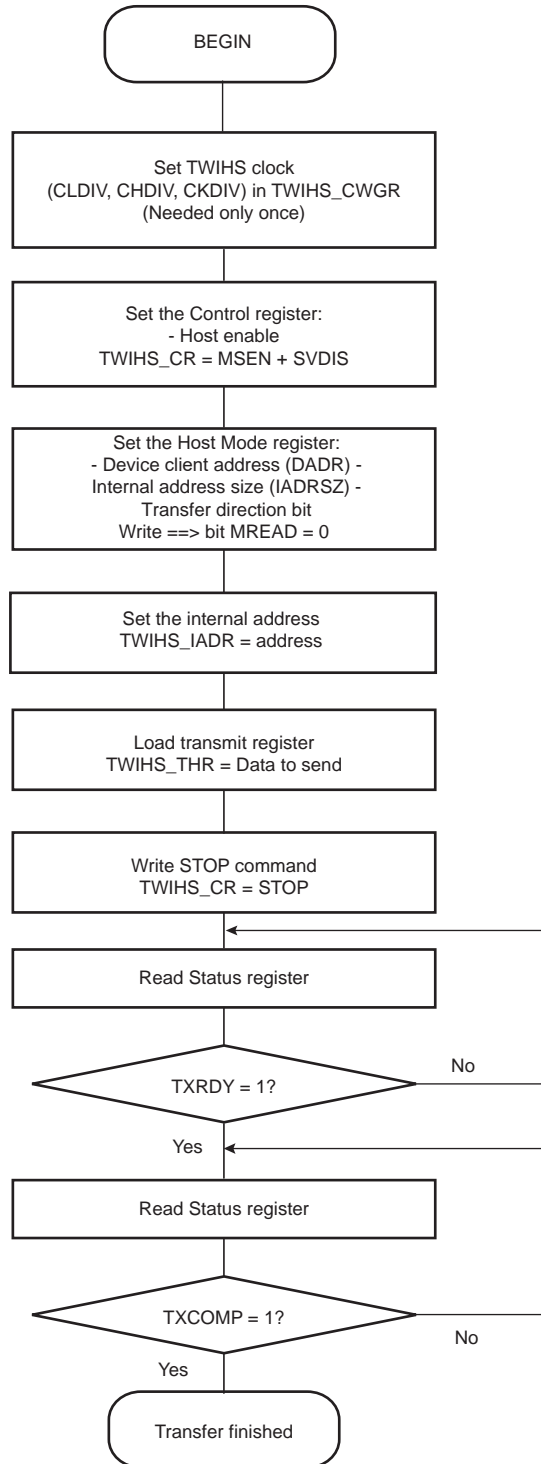 BEGIN
Set TWIHS clock
(CLDIV, CHDIV, CKDIV) in TWIHS_CWGR
(Needed only once)
Set the Control register:
- Host enable
TWIHS_CR = MSEN + SVDIS
Set the Host Mode register:
- Device client address (DADR) -
Internal address size (IADRSZ) -
Transfer direction bit
Write ==> bit MREAD = 0
Set the internal address
TWIHS_IADR = address
Load transmit register
TWIHS_THR = Data to send
Write STOP command
TWIHS_CR = STOP
Read Status register
TXRDY = 1?
No
Yes
Read Status register
TXCOMP = 1?
No
Yes
Transfer finished